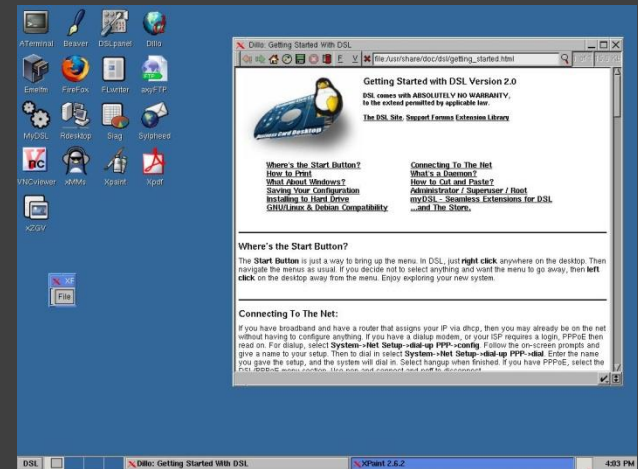 ATerminal Beaver DSLpanel Dillo
Emelfm FireFox FLwriter axyFTP
MyDSL Rdesktop Siag Sylpheed
VNCviewer xMMs Xpaint Xpdf
xZGV
XP
File
Dillo: Getting Started With DSL
file:/usr/share/doc/dsl/getting_started.html
Getting Started with DSL Version 2.0
DSL comes with ABSOLUTELY NO WARRANTY,
to the extend permitted by applicable law.
The DSL Site, Support Forums Extension Library
Business Card Desktop
Where's the Start Button?
How to Print
What About Windows?
Saving Your Configuration
Installing to Hard Drive
GNU/Linux & Debian Compatibility
Connecting To The Net
What's a Daemon?
How to Cut and Paste?
Administrator / Superuser / Root
myDSL - Seamless Extensions for DSL
...and The Store.
Where's the Start Button?
The Start Button is just a way to bring up the menu. In DSL, just right click anywhere on the desktop. Then
navigate the menus as usual. If you decide not to select anything and want the menu to go away, then left
click on the desktop away from the menu. Enjoy exploring your new system.
Connecting To The Net:
If you have broadband and have a router that assigns your IP via dhcp, then you may already be on the net
without having to configure anything. If you have a dialup modem, or your ISP requires a login, PPPoE then
read on. For dialup, select System->Net Setup->dial-up PPP->config. Follow the on-screen prompts and
give a name to your setup. Then to dial in select System->Net Setup->dial-up PPP->dial. Enter the name
you gave the setup, and the system will dial in. Select hangup when finished. If you have PPPoE, select the
DSL Dillo: Getting Started With DSL XPaint 2.6.2 4:03 PM